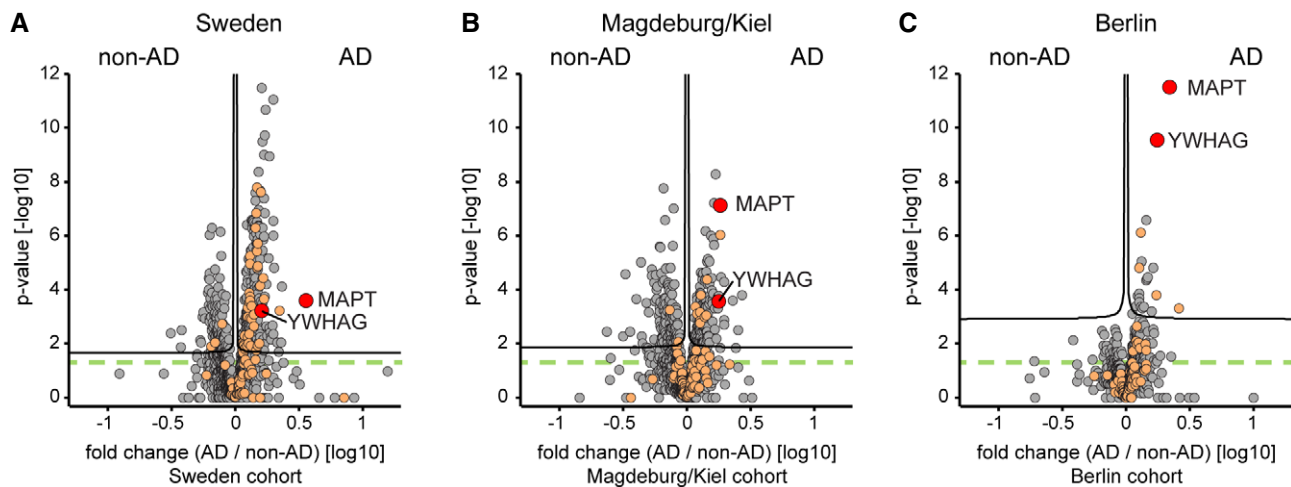 A
Sweden
non-AD AD
p-value [-log10]
12
10
8
6
4
2
0
MAPT
YWHAG
-1 -0.5 0 0.5 1
fold change (AD / non-AD) [log10]
Sweden cohort
B
Magdeburg/Kiel
non-AD AD
p-value [-log10]
12
10
8
6
4
2
0
MAPT
YWHAG
-1 -0.5 0 0.5 1
fold change (AD / non-AD) [log10]
Magdeburg/Kiel cohort
C
Berlin
non-AD AD
p-value [-log10]
12
10
8
6
4
2
0
MAPT
YWHAG
-1 -0.5 0 0.5 1
fold change (AD / non-AD) [log10]
Berlin cohort